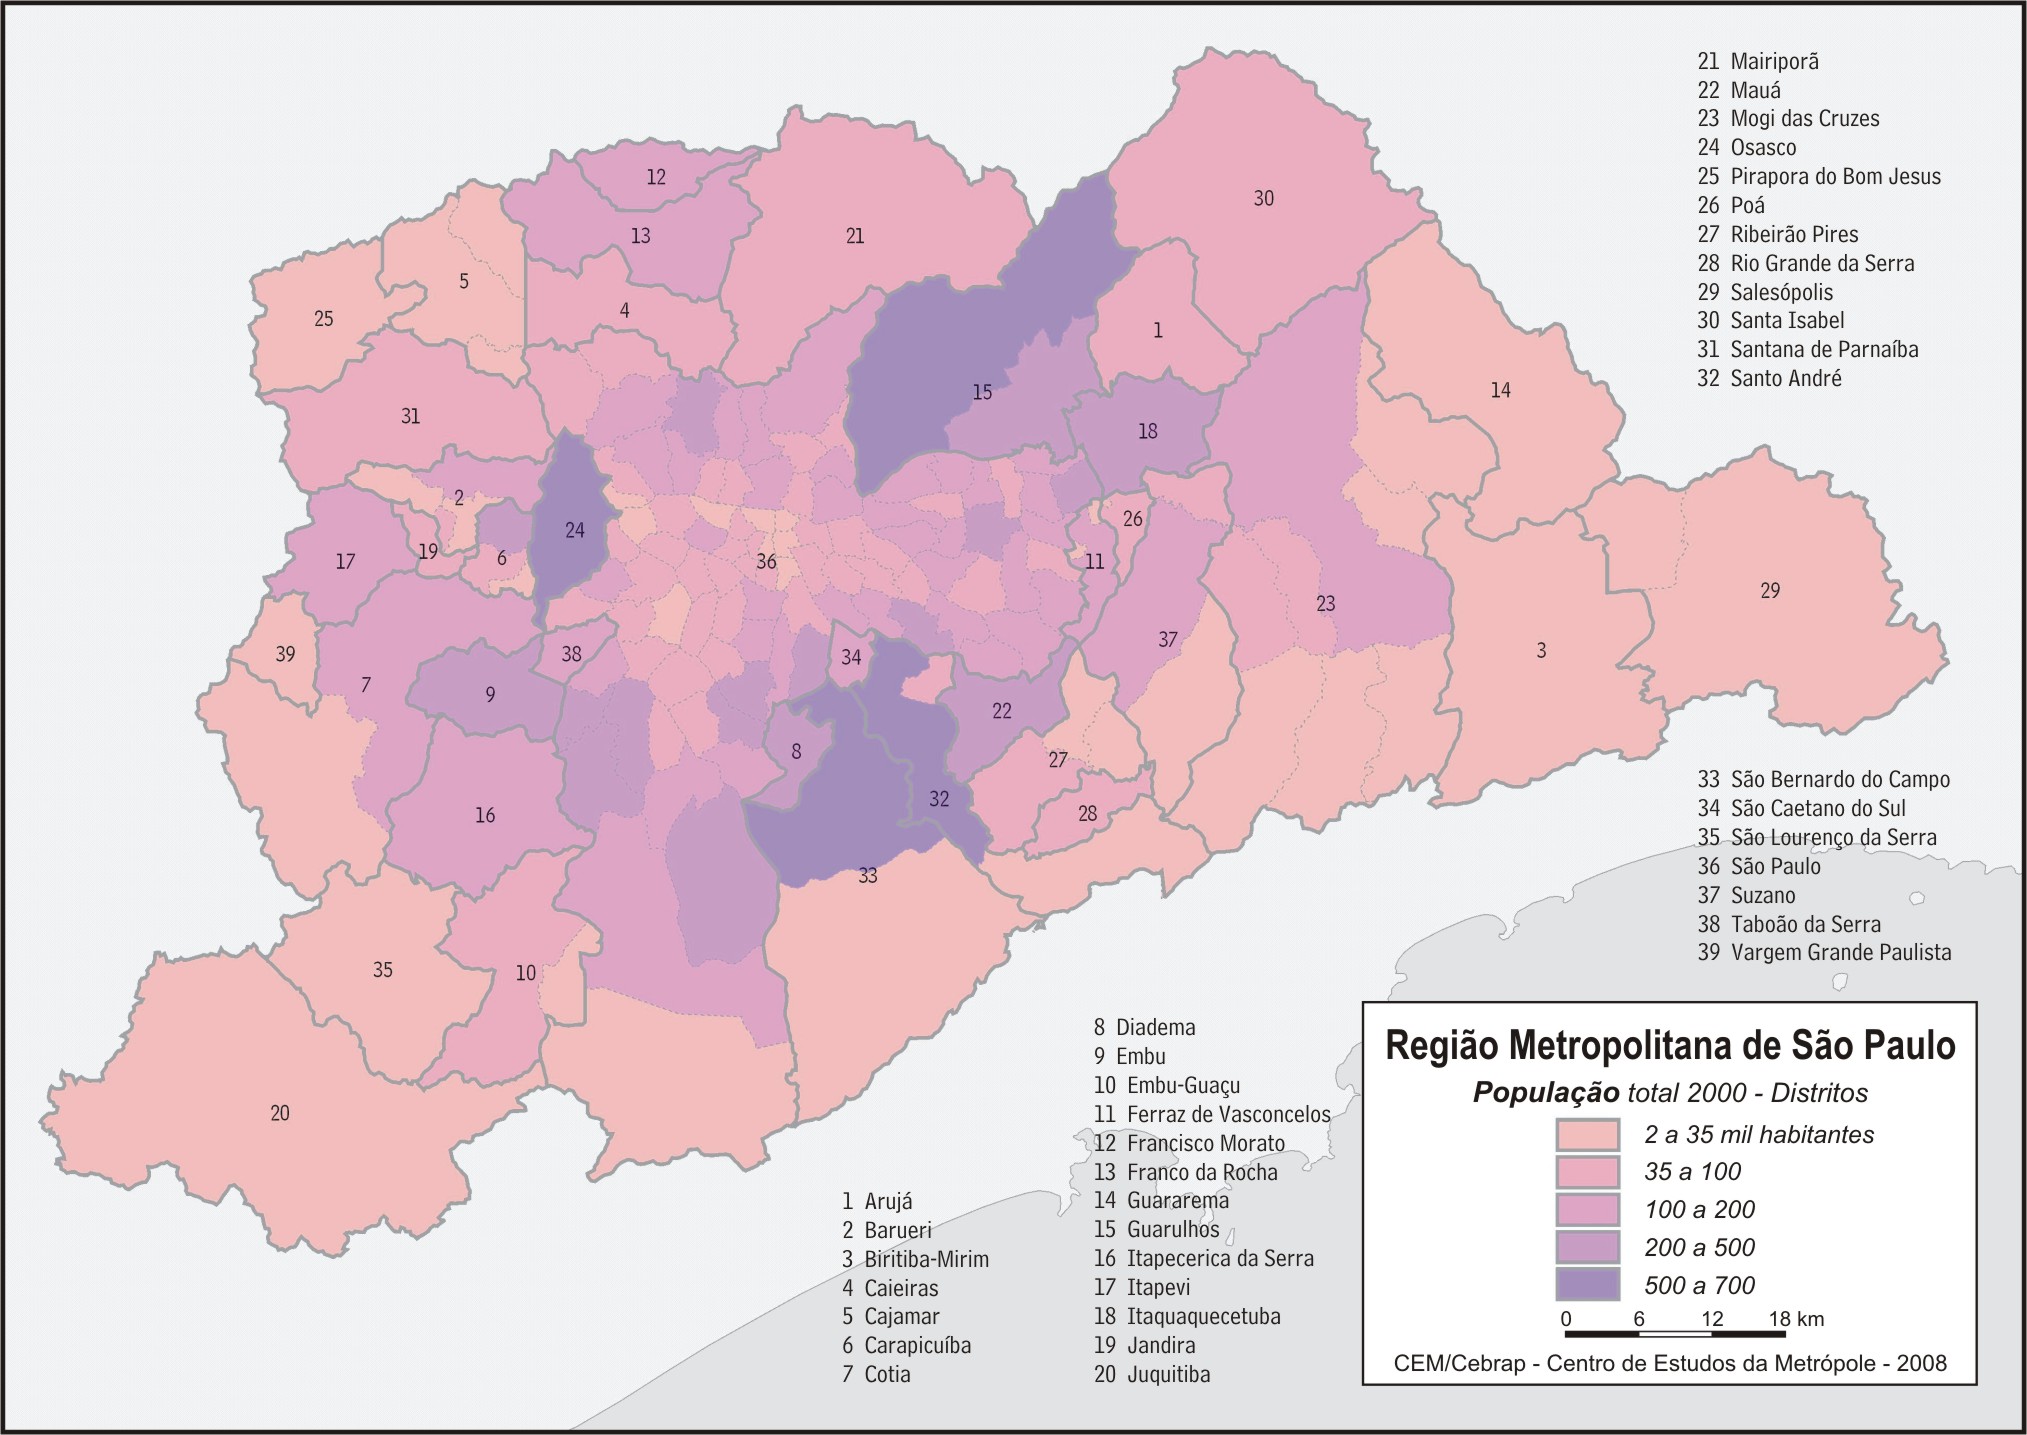 21 Mairiporã
22 Mauá
23 Mogi das Cruzes
24 Osasco
25 Pirapora do Bom Jesus
26 Poá
27 Ribeirão Pires
28 Rio Grande da Serra
29 Salesópolis
30 Santa Isabel
31 Santana de Parnaíba
32 Santo André
12
30
13
21
5
4
25
1
15
14
31
18
2
26
24
19
6
36
11
17
29
23
37
3
39
38
34
7
9
22
8
27
32
28
16
33
35
10
20
33 São Bernardo do Campo
34 São Caetano do Sul
35 São Lourenço da Serra
36 São Paulo
37 Suzano
38 Taboão da Serra
39 Vargem Grande Paulista
1 Arujá
2 Barueri
3 Biritiba-Mirim
4 Caieiras
5 Cajamar
6 Carapicuíba
7 Cotia
8 Diadema
9 Embu
10 Embu-Guaçu
11 Ferraz de Vasconcelos
12 Francisco Morato
13 Franco da Rocha
14 Guararema
15 Guarulhos
16 Itapecerica da Serra
17 Itapevi
18 Itaquaquecetuba
19 Jandira
20 Juquitiba
Região Metropolitana de São Paulo
População total 2000 - Distritos
2 a 35 mil habitantes
35 a 100
100 a 200
200 a 500
500 a 700
0 6 12 18 km
CEM/Cebrap - Centro de Estudos da Metrópole - 2008